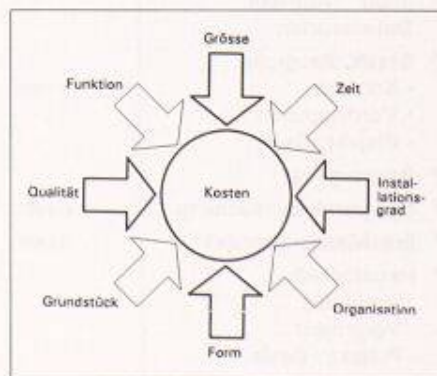 Grösse
Funktion
Zeit
Qualität
Kosten
Instal-
lations-
grad
Grundstück
Organisation
Form